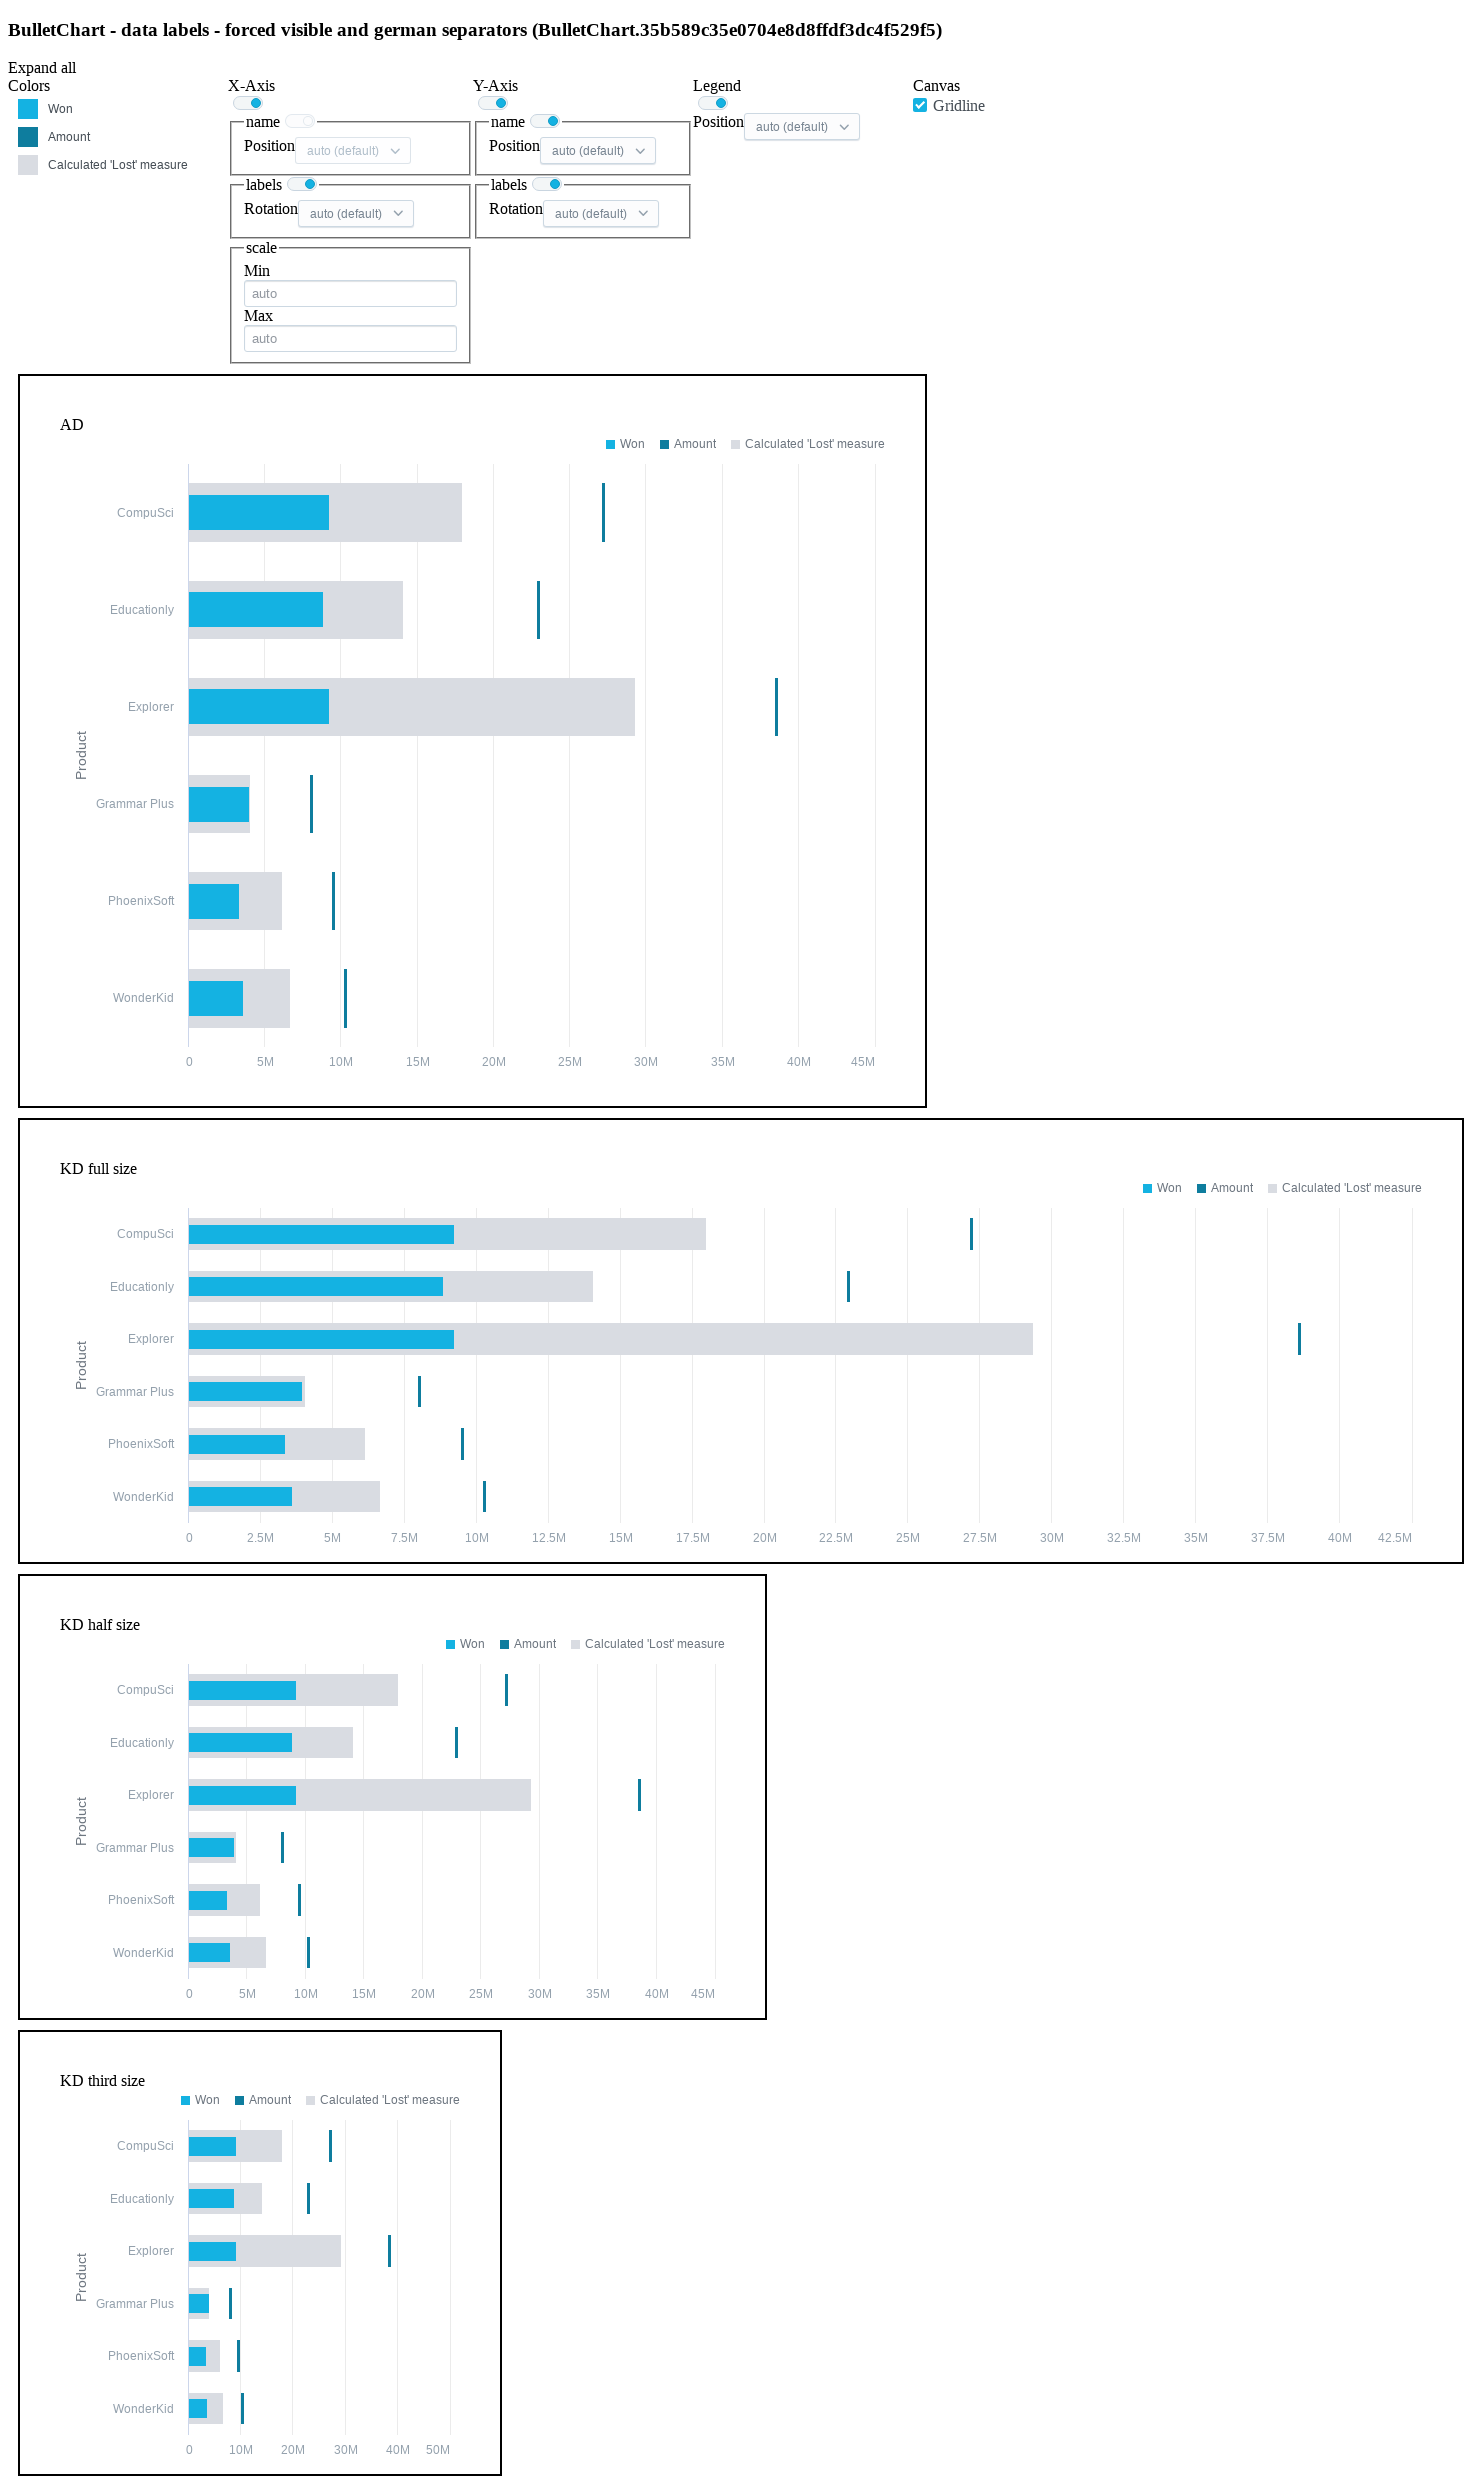 BulletChart - data labels - forced visible and german separators (BulletChart.35b589c35e0704e8d8ffdf3dc4f529f5)
Expand all
Colors X-Axis Y-Axis Legend Canvas
Won Gridline
Amount name name Position auto (default)
Position auto (default) Position auto (default)
Calculated 'Lost' measure
labels labels
Rotation auto (default) Rotation auto (default)
scale
Min
auto
Max
auto
AD
Won Amount Calculated 'Lost' measure
CompuSci
Educationly
Explorer
Product
Grammar Plus
PhoenixSoft
WonderKid
0 5M 10M 15M 20M 25M 30M 35M 40M 45M
KD full size
Won Amount Calculated 'Lost' measure
CompuSci
Educationly
Explorer
Product
Grammar Plus
PhoenixSoft
WonderKid
0 2.5M 5M 7.5M 10M 12.5M 15M 17.5M 20M 22.5M 25M 27.5M 30M 32.5M 35M 37.5M 40M 42.5M
KD half size
Won Amount Calculated 'Lost' measure
CompuSci
Educationly
Explorer
Product
Grammar Plus
PhoenixSoft
WonderKid
0 5M 10M 15M 20M 25M 30M 35M 40M 45M
KD third size
Won Amount Calculated 'Lost' measure
CompuSci
Educationly
Explorer
Product
Grammar Plus
PhoenixSoft
WonderKid
0 10M 20M 30M 40M 50M